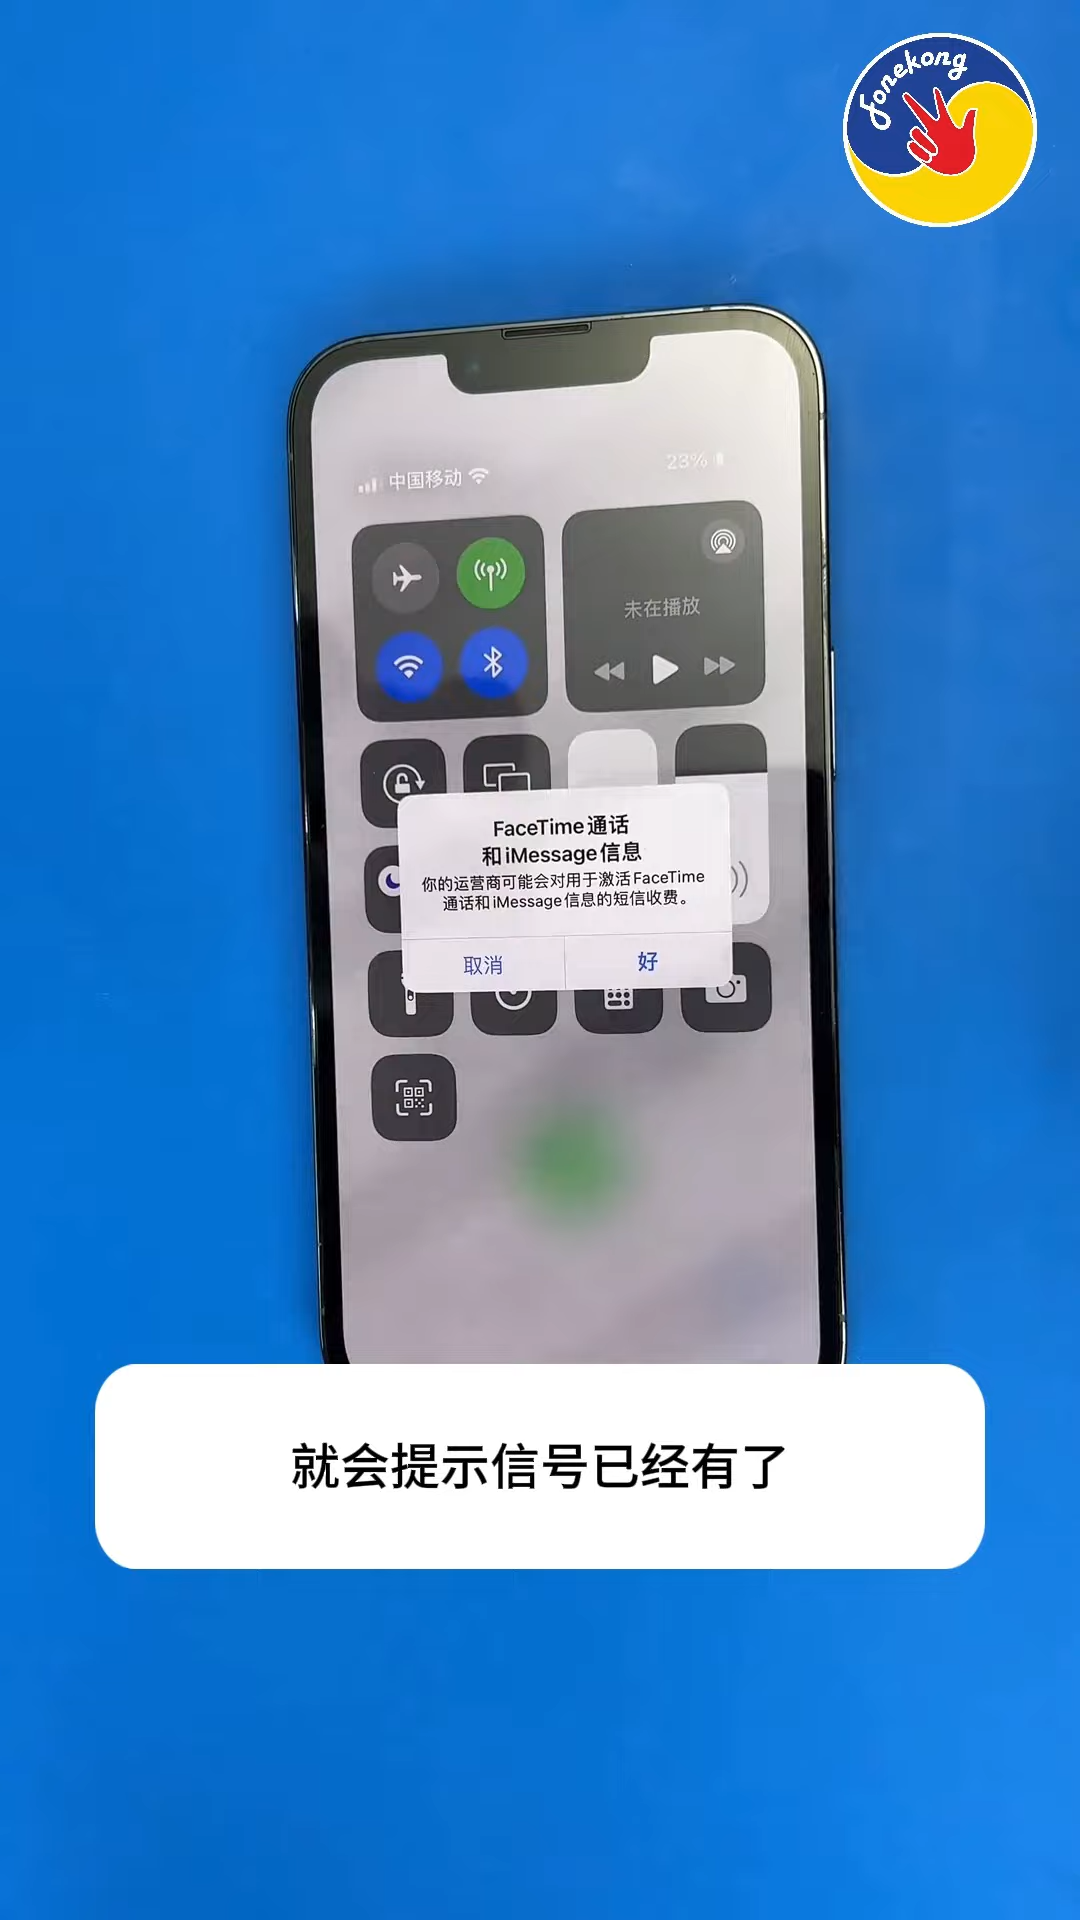 fonekong
中国移动
23%
未在播放
FaceTime通话
和iMessage信息
你的运营商可能会对用于激活FaceTime
通话和iMessage信息的短信收费。
取消
好
就会提示信号已经有了